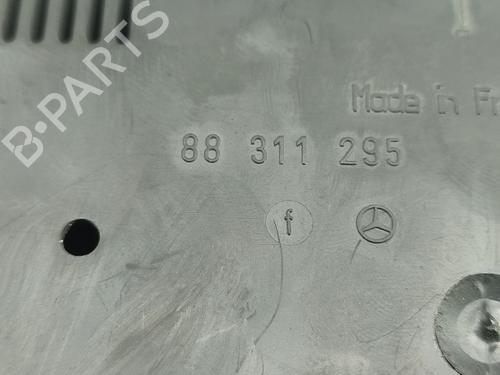 B-PARTS
Made in Fr
88 311 295
f